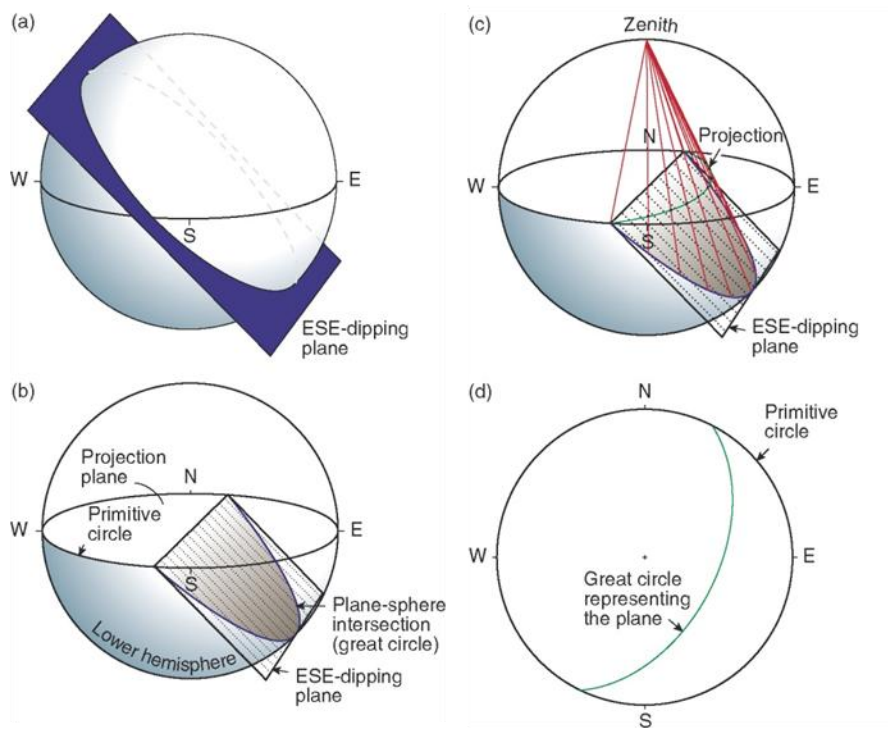 (a)
W
E
S
ESE-dipping
plane
(b)
Projection
plane
N
Primitive
circle
W
E
S
Lower hemisphere
Plane-sphere
intersection
(great circle)
ESE-dipping
plane
(c)
Zenith
N
Projection
W
E
S
ESE-dipping
plane
(d)
N
Primitive
circle
W
E
Great circle
representing
the plane
S